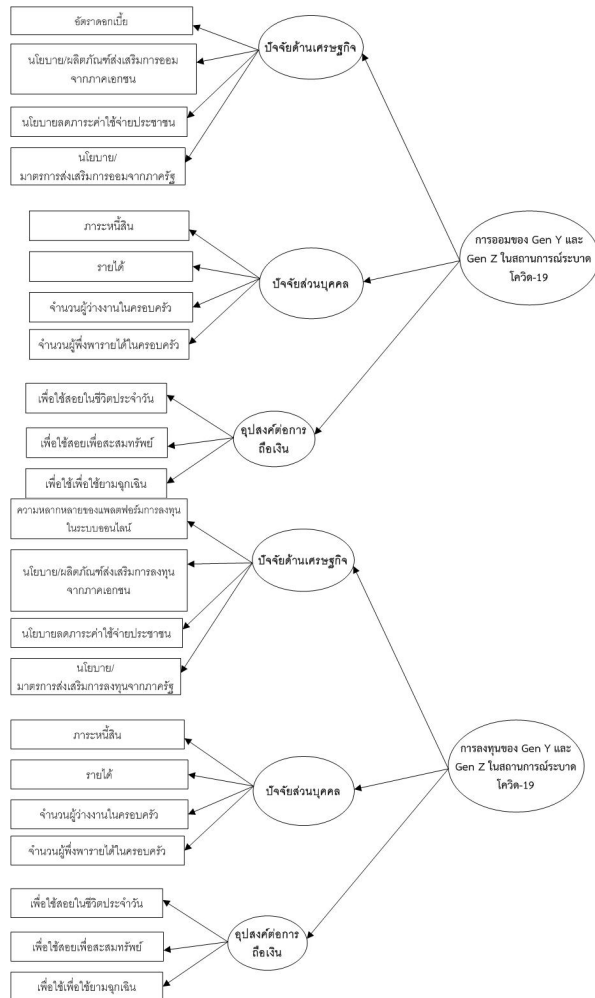 อัตราดอกเบี้ย
นโยบาย/ผลิตภัณฑ์ส่งเสริมการออม
จากภาคเอกชน
นโยบายลดภาระค่าใช้จ่ายประชาชน
นโยบาย/
มาตรการส่งเสริมการออมจากภาครัฐ
ปัจจัยด้านเศรษฐกิจ
ภาระหนี้สิน
รายได้
จำนวนผู้ว่างงานในครอบครัว
จำนวนผู้พึ่งพารายได้ในครอบครัว
ปัจจัยส่วนบุคคล
การออมของ Gen Y และ
Gen Z ในสถานการณ์ระบาด
โควิด-19
เพื่อใช้สอยในชีวิตประจำวัน
เพื่อใช้สอยเพื่อสะสมทรัพย์
เพื่อใช้เพื่อใช้ยามฉุกเฉิน
อุปสงค์ต่อการ
ถือเงิน
ความหลากหลายของแพลตฟอร์มการลงทุน
ในระบบออนไลน์
นโยบาย/ผลิตภัณฑ์ส่งเสริมการลงทุน
จากภาคเอกชน
นโยบายลดภาระค่าใช้จ่ายประชาชน
นโยบาย/
มาตรการส่งเสริมการลงทุนจากภาครัฐ
ปัจจัยด้านเศรษฐกิจ
ภาระหนี้สิน
รายได้
จำนวนผู้ว่างงานในครอบครัว
จำนวนผู้พึ่งพารายได้ในครอบครัว
ปัจจัยส่วนบุคคล
การลงทุนของ Gen Y และ
Gen Z ในสถานการณ์ระบาด
โควิด-19
เพื่อใช้สอยในชีวิตประจำวัน
เพื่อใช้สอยเพื่อสะสมทรัพย์
เพื่อใช้เพื่อใช้ยามฉุกเฉิน
อุปสงค์ต่อการ
ถือเงิน